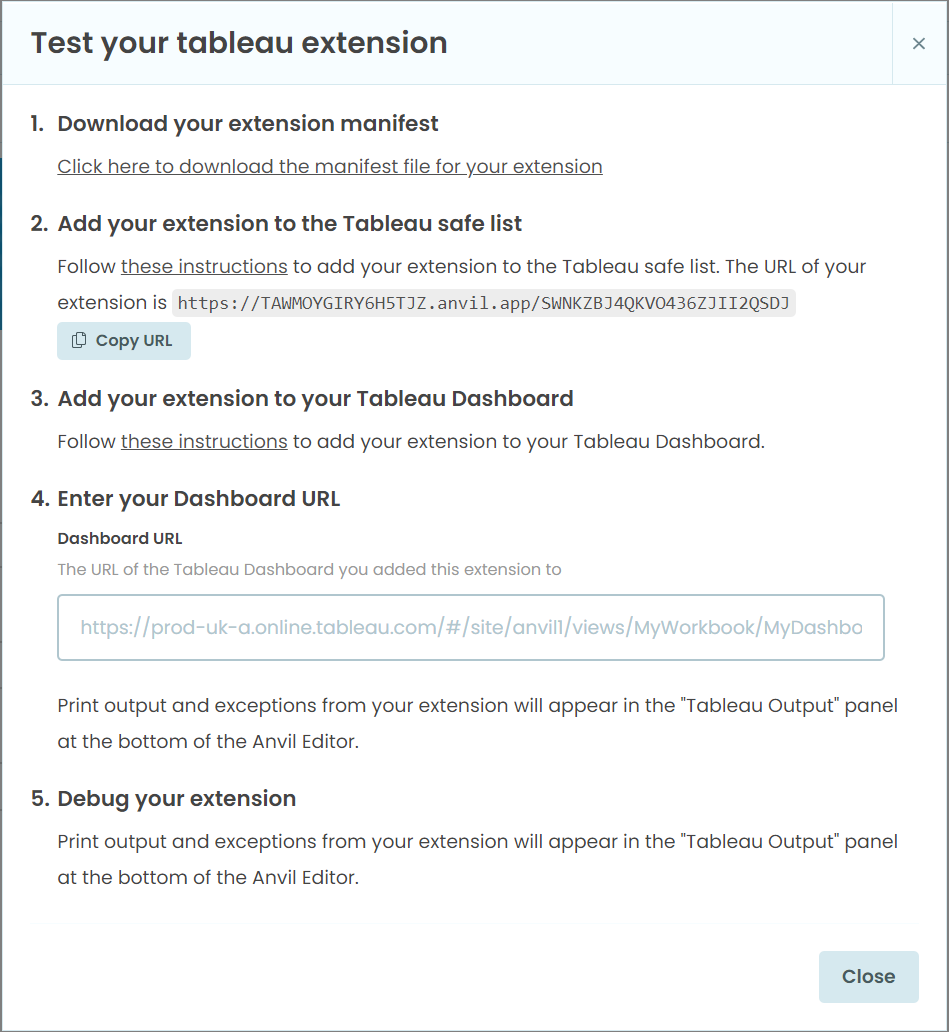 Test your tableau extension
1. Download your extension manifest
Click here to download the manifest file for your extension
2. Add your extension to the Tableau safe list
Follow these instructions to add your extension to the Tableau safe list. The URL of your
extension is https://TAWMOYGIRY6H5TJZ.anvil.app/SWNKZBJ4QKVO436ZJII2QSDJ
Copy URL
3. Add your extension to your Tableau Dashboard
Follow these instructions to add your extension to your Tableau Dashboard.
4. Enter your Dashboard URL
Dashboard URL
The URL of the Tableau Dashboard you added this extension to
https://prod-uk-a.online.tableau.com/#/site/anvil1/views/MyWorkbook/MyDashbo
Print output and exceptions from your extension will appear in the "Tableau Output" panel
at the bottom of the Anvil Editor.
5. Debug your extension
Print output and exceptions from your extension will appear in the "Tableau Output" panel
at the bottom of the Anvil Editor.
Close